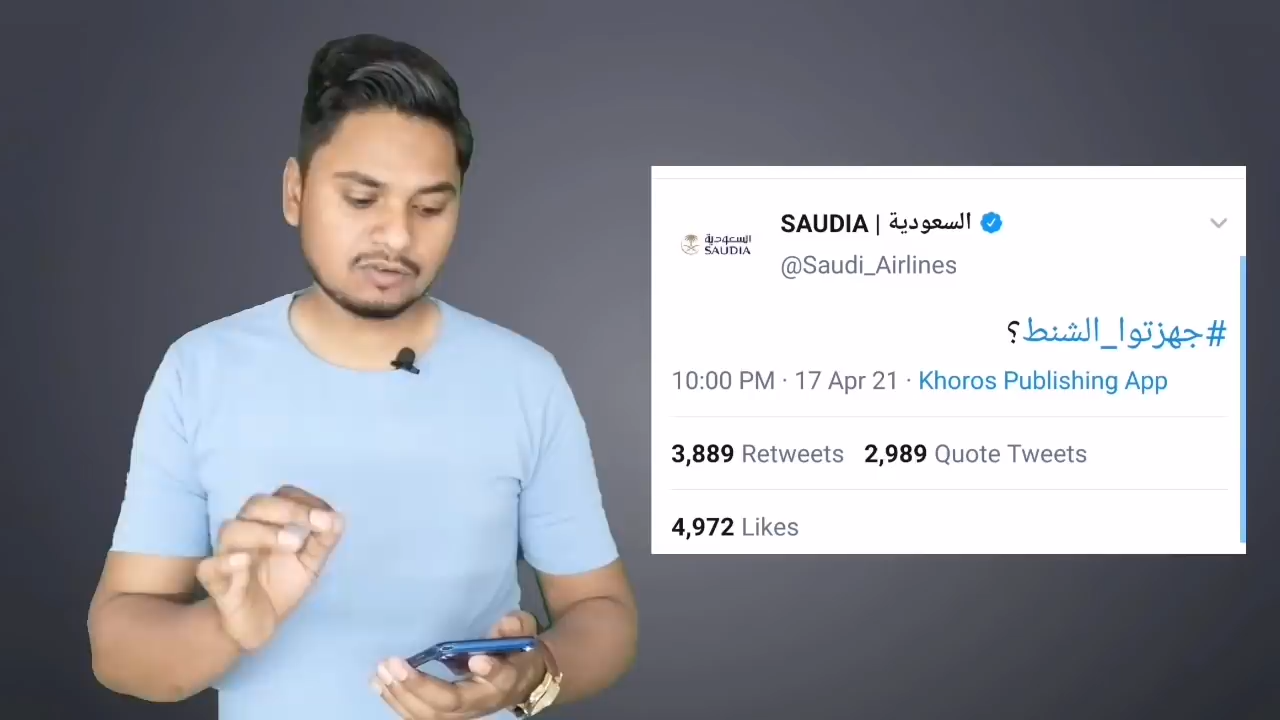 السعودية
SAUDIA
SAUDIA | السعودية
@Saudi_Airlines
#جهزتوا_الشنط؟
10:00 PM · 17 Apr 21 · Khoros Publishing App
3,889 Retweets 2,989 Quote Tweets
4,972 Likes